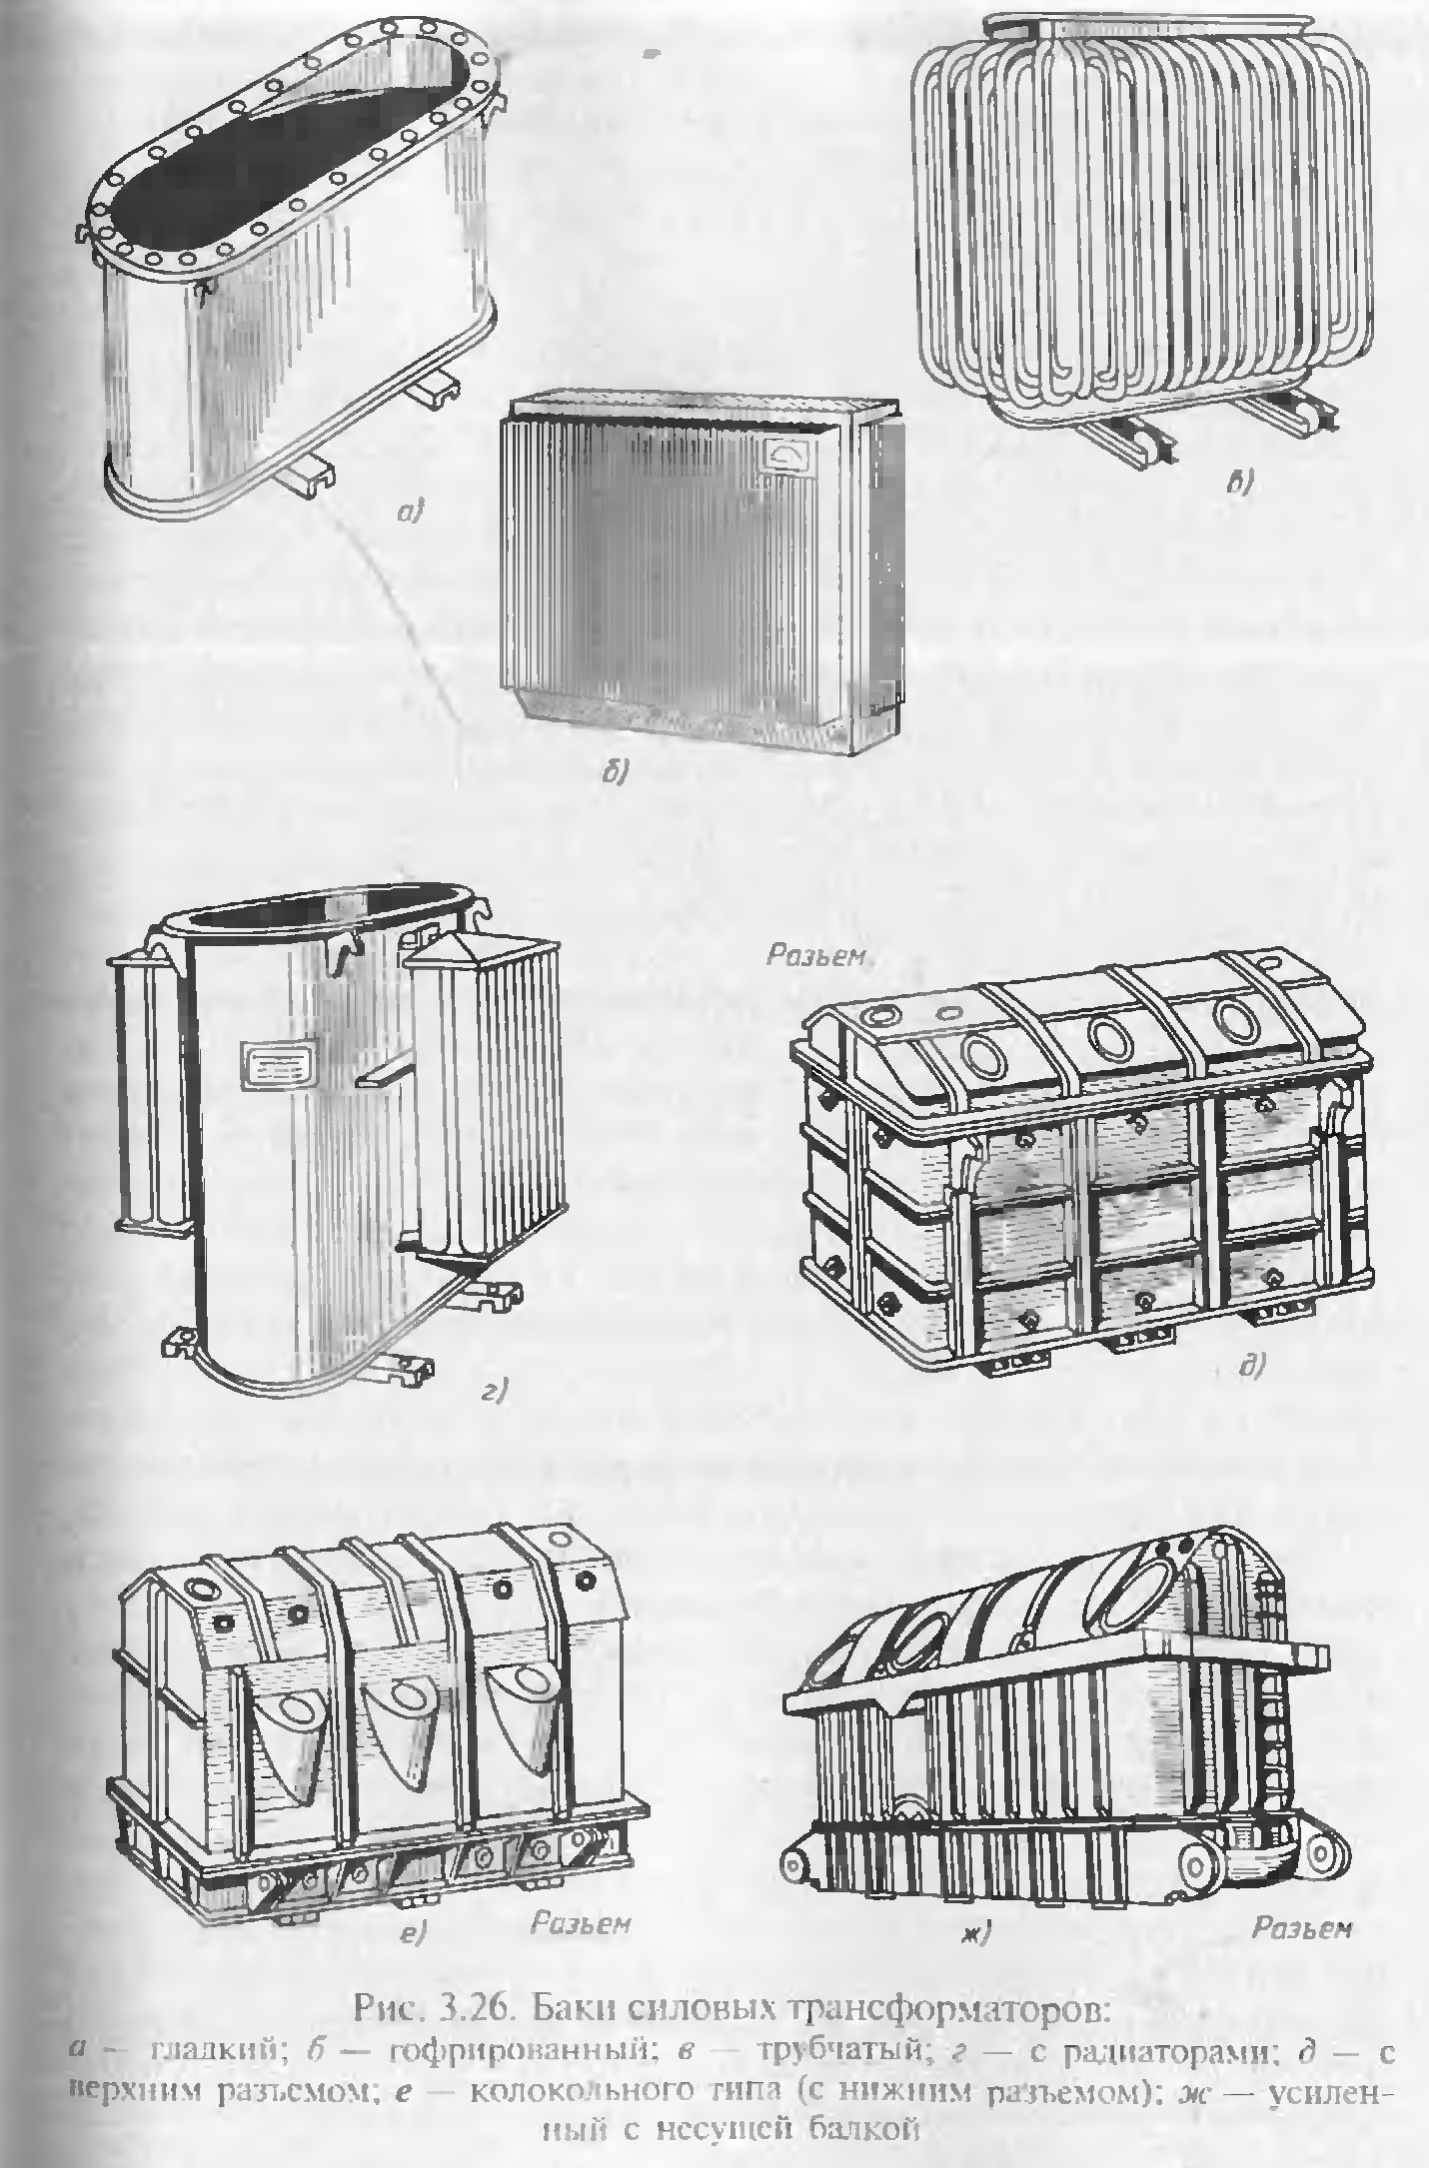 а)
в)
б)
Разъем
г)
д)
е)
Разъем
ж)
Разъем
Рис. 3.26. Баки силовых трансформаторов:
а — гладкий; б — гофрированный; в — трубчатый; г — с радиаторами; д — с
верхним разъемом; е — колокольного типа (с нижним разъемом); ж — усилен-
ный с несущей балкой